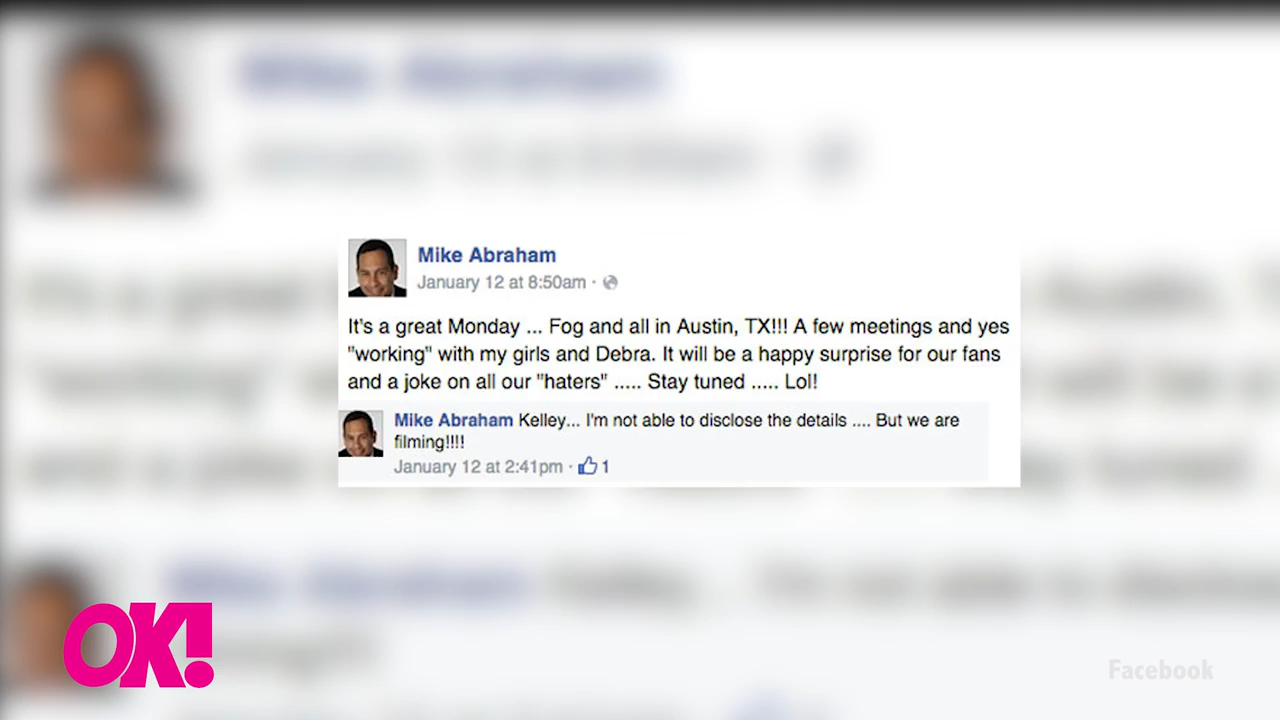 Mike Abraham
January 12 at 8:50am ·
It's a great Monday ... Fog and all in Austin, TX!!! A few meetings and yes
"working" with my girls and Debra. It will be a happy surprise for our fans
and a joke on all our "haters" ..... Stay tuned ..... Lol!
Mike Abraham Kelley... I'm not able to disclose the details .... But we are
filming!!!!
January 12 at 2:41pm · 1
OK!
Facebook